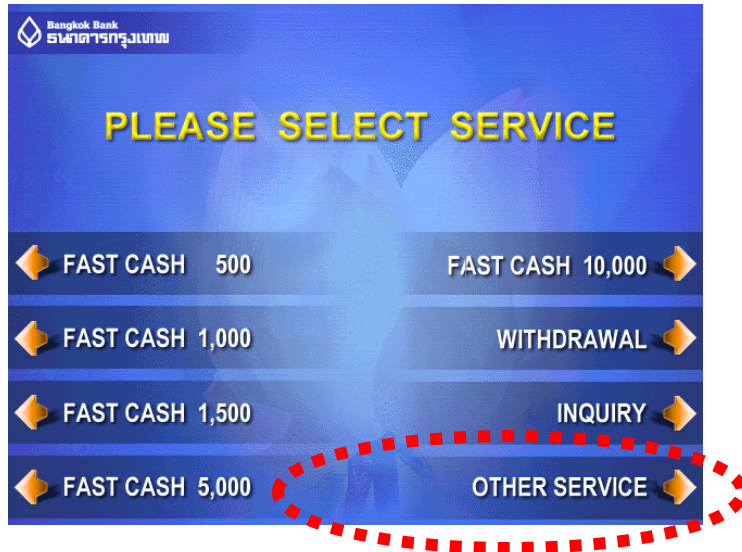 Bangkok Bank
ธนาคารกรุงเทพ
PLEASE SELECT SERVICE
FAST CASH 500
FAST CASH 10,000
FAST CASH 1,000
WITHDRAWAL
FAST CASH 1,500
INQUIRY
FAST CASH 5,000
OTHER SERVICE